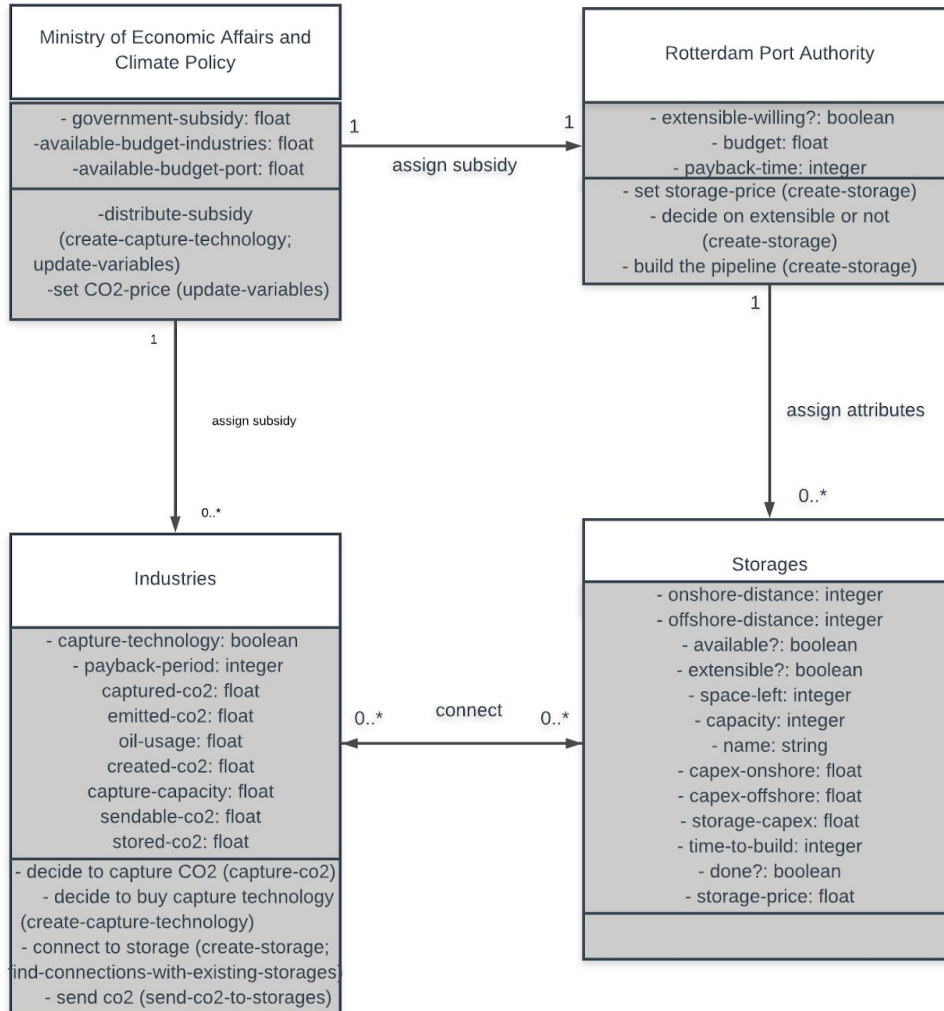 Ministry of Economic Affairs and
Climate Policy
- government-subsidy: float
-available-budget-industries: float
-available-budget-port: float
-distribute-subsidy
(create-capture-technology;
update-variables)
-set CO2-price (update-variables)
1
1
assign subsidy
Rotterdam Port Authority
- extensible-willing?: boolean
- budget: float
- payback-time: integer
- set storage-price (create-storage)
- decide on extensible or not
(create-storage)
- build the pipeline (create-storage)
1
assign subsidy
0..*
1
assign attributes
0..*
Industries
- capture-technology: boolean
- payback-period: integer
captured-co2: float
emitted-co2: float
oil-usage: float
created-co2: float
capture-capacity: float
sendable-co2: float
stored-co2: float
- decide to capture CO2 (capture-co2)
- decide to buy capture technology
(create-capture-technology)
- connect to storage (create-storage;
find-connections-with-existing-storages)
- send co2 (send-co2-to-storages)
0..*
connect
0..*
Storages
- onshore-distance: integer
- offshore-distance: integer
- available?: boolean
- extensible?: boolean
- space-left: integer
- capacity: integer
- name: string
- capex-onshore: float
- capex-offshore: float
- storage-capex: float
- time-to-build: integer
- done?: boolean
- storage-price: float